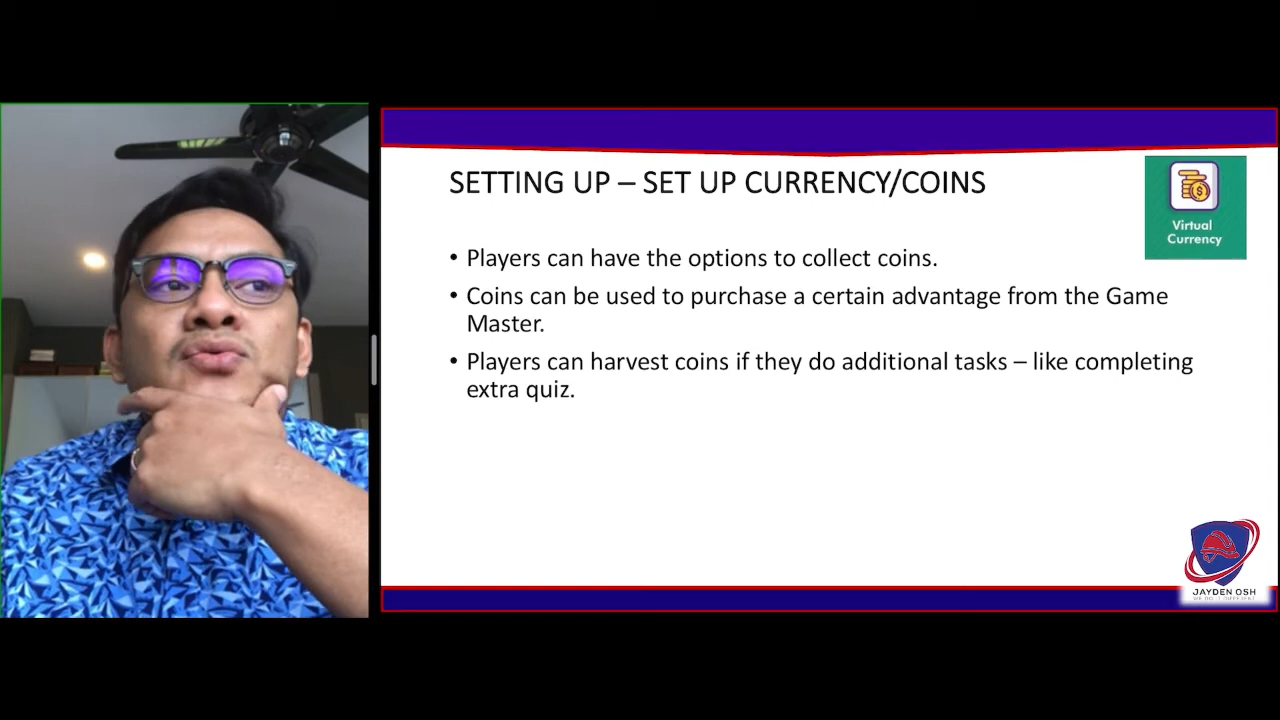 SETTING UP – SET UP CURRENCY/COINS
Virtual
Currency
• Players can have the options to collect coins.
• Coins can be used to purchase a certain advantage from the Game
Master.
• Players can harvest coins if they do additional tasks – like completing
extra quiz.
JAYDEN OSH